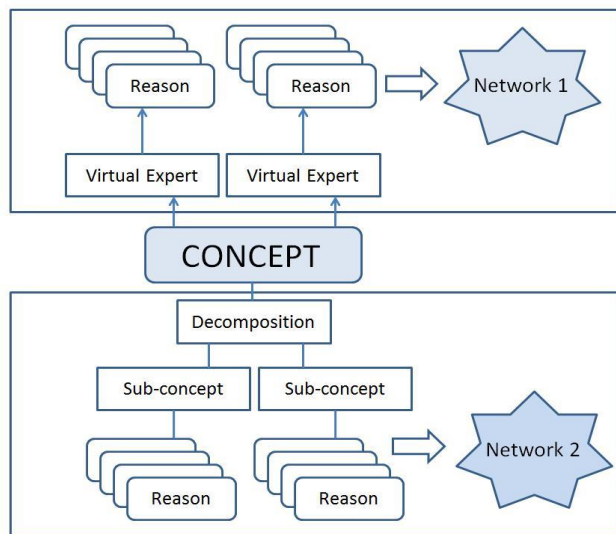 Reason
Reason
Network 1
Virtual Expert
Virtual Expert
CONCEPT
Decomposition
Sub-concept
Sub-concept
Network 2
Reason
Reason